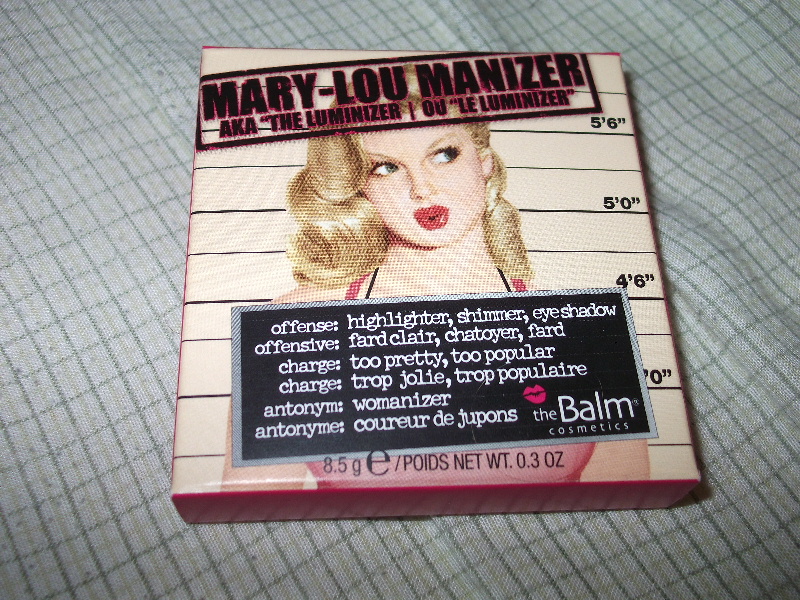 MARY-LOU MANIZER
AKA "THE LUMINIZER | OU "LE LUMINIZER"
5'6"
5'0"
4'6"
'0"
offense: highlighter, shimmer, eyeshadow
offensive: fard clair, chatoyer, fard
charge: too pretty, too popular
charge: trop jolie, trop populaire
antonym: womanizer
antonyme: coureur de jupons
theBalm®
cosmetics
8.5 g e / POIDS NET WT. 0.3 OZ